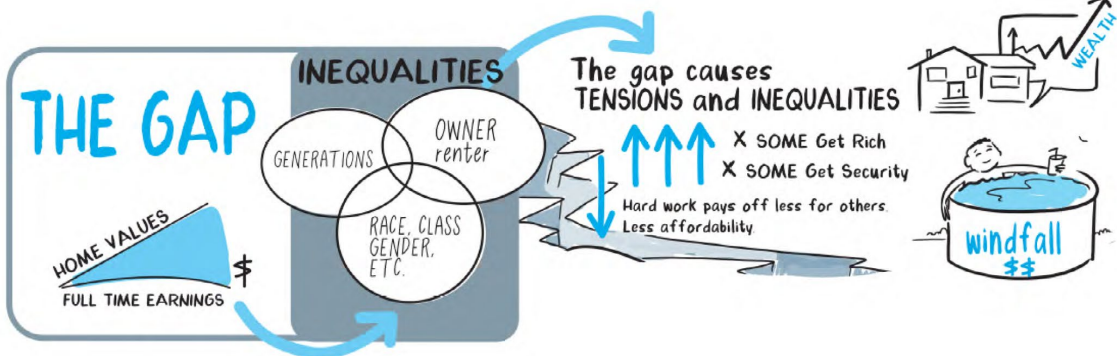 THE GAP
HOME VALUES
$
FULL TIME EARNINGS
INEQUALITIES
GENERATIONS
OWNER
renter
RACE, CLASS
GENDER,
ETC.
The gap causes
TENSIONS and INEQUALITIES
X SOME Get Rich
X SOME Get Security
Hard work pays off less for others.
Less affordability.
WEALTH
windfall
$$